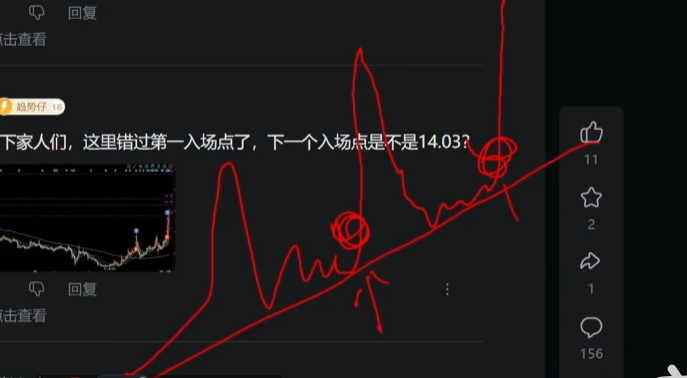 回复
点击查看
趋势仔 16
下家人们，这里错过第一入场点了，下一个入场点是不是14.03？
11
2
回复
1
点击查看
156